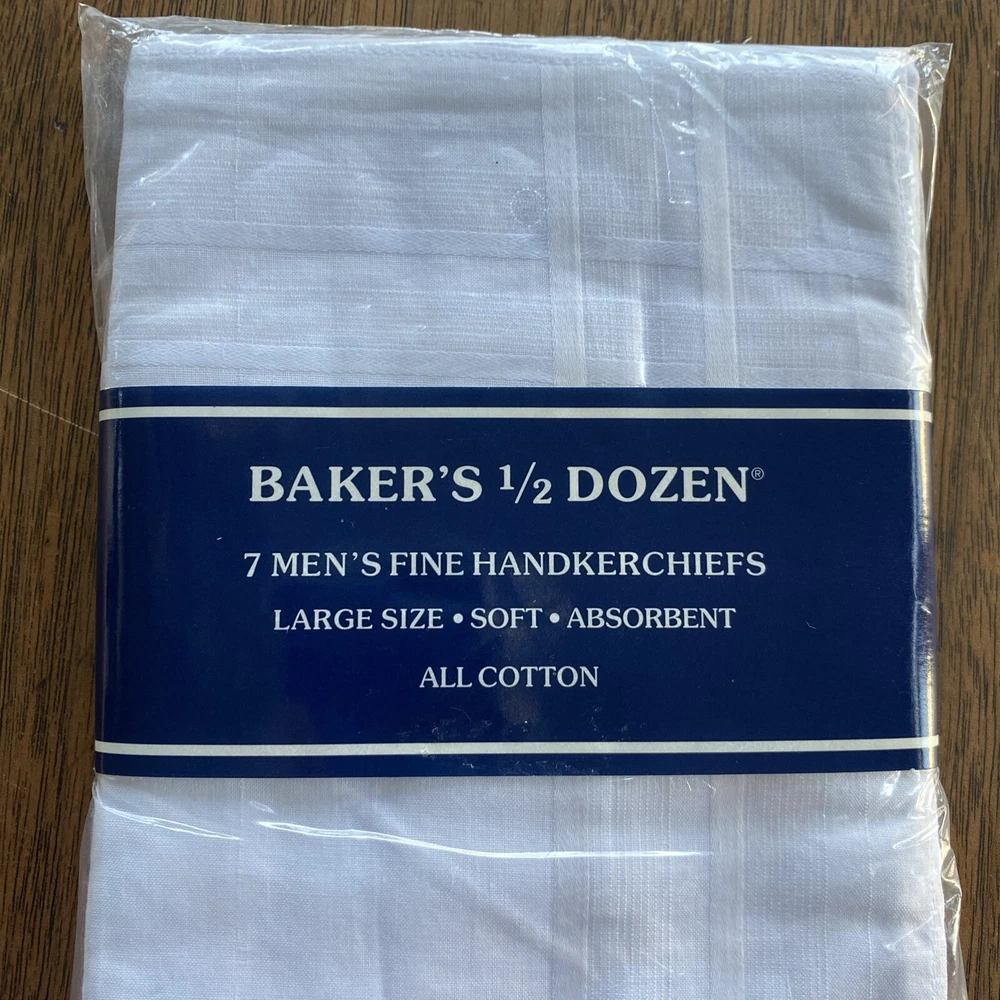 BAKER'S ½ DOZEN®
7 MEN'S FINE HANDKERCHIEFS
LARGE SIZE • SOFT • ABSORBENT
ALL COTTON